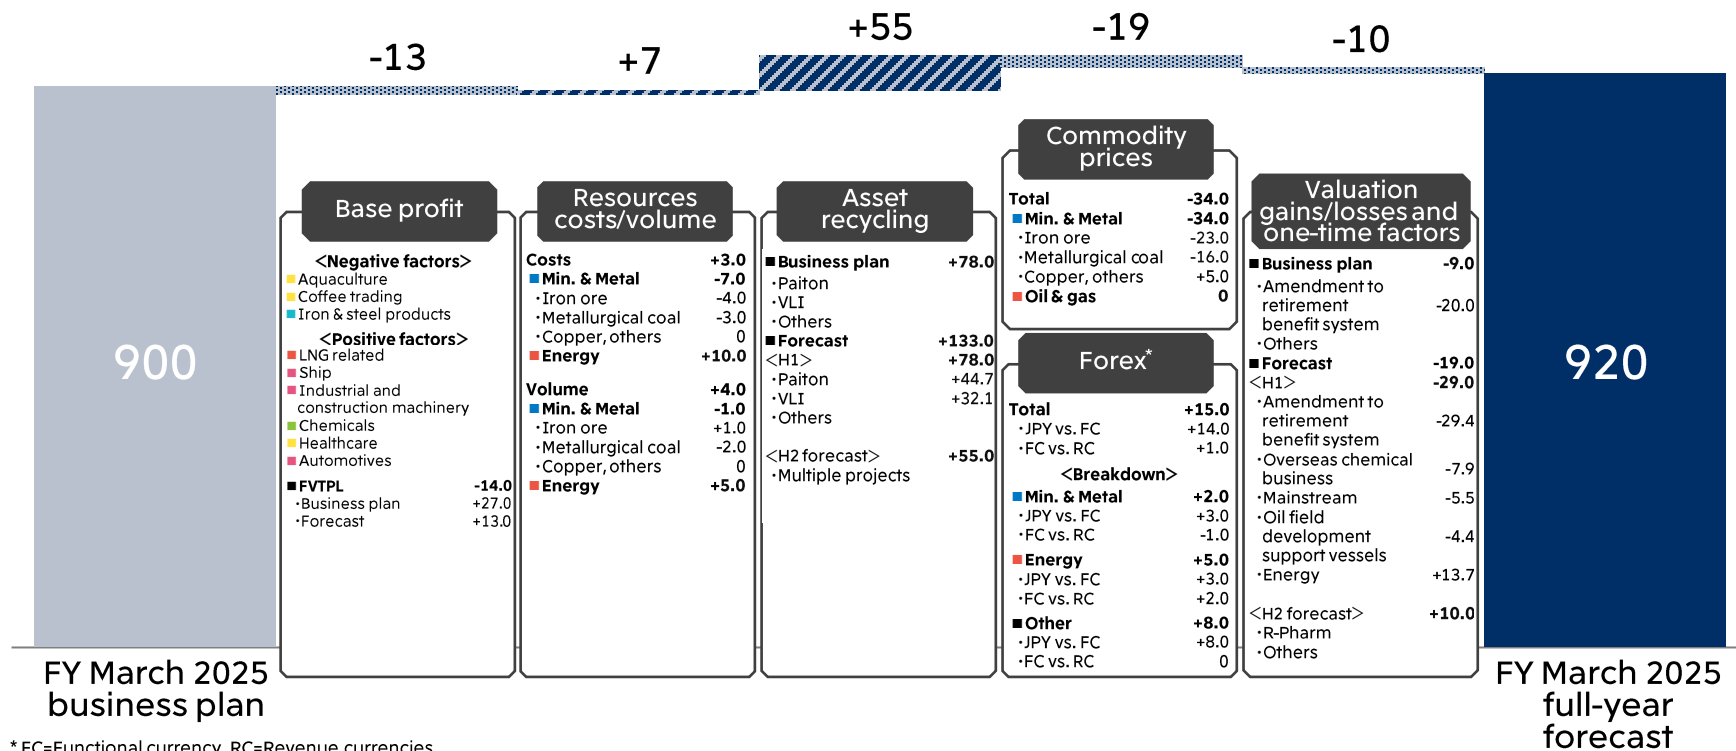 -13
+7
+55
-19
-10
900
FY March 2025
business plan
Base profit
<Negative factors>
■Aquaculture
■Coffee trading
■Iron & steel products
<Positive factors>
■LNG related
■Ship
■Industrial and
construction machinery
■Chemicals
■Healthcare
■Automotives
■FVTPL -14.0
・Business plan +27.0
・Forecast +13.0
Resources
costs/volume
Costs +3.0
■Min. & Metal -7.0
・Iron ore -4.0
・Metallurgical coal -3.0
・Copper, others 0
■Energy +10.0
Volume +4.0
■Min. & Metal -1.0
・Iron ore +1.0
・Metallurgical coal -2.0
・Copper, others 0
■Energy +5.0
Asset
recycling
■Business plan +78.0
・Paiton
・VLI
・Others
■Forecast +133.0
<H1> +78.0
・Paiton +44.7
・VLI +32.1
・Others
<H2 forecast> +55.0
・Multiple projects
Commodity
prices
Total -34.0
■Min. & Metal -34.0
・Iron ore -23.0
・Metallurgical coal -16.0
・Copper, others +5.0
■Oil & gas 0
Forex*
Total +15.0
・JPY vs. FC +14.0
・FC vs. RC +1.0
<Breakdown>
■Min. & Metal +2.0
・JPY vs. FC +3.0
・FC vs. RC -1.0
■Energy +5.0
・JPY vs. FC +3.0
・FC vs. RC +2.0
■Other +8.0
・JPY vs. FC +8.0
・FC vs. RC 0
Valuation
gains/losses and
one-time factors
■Business plan -9.0
・Amendment to
retirement -20.0
benefit system
・Others
■Forecast -19.0
<H1> -29.0
・Amendment to
retirement -29.4
benefit system
・Overseas chemical
business -7.9
・Mainstream -5.5
・Oil field
development -4.4
support vessels
・Energy +13.7
<H2 forecast> +10.0
・R-Pharm
・Others
920
FY March 2025
full-year
forecast
* FC=Functional currency, RC=Revenue currencies